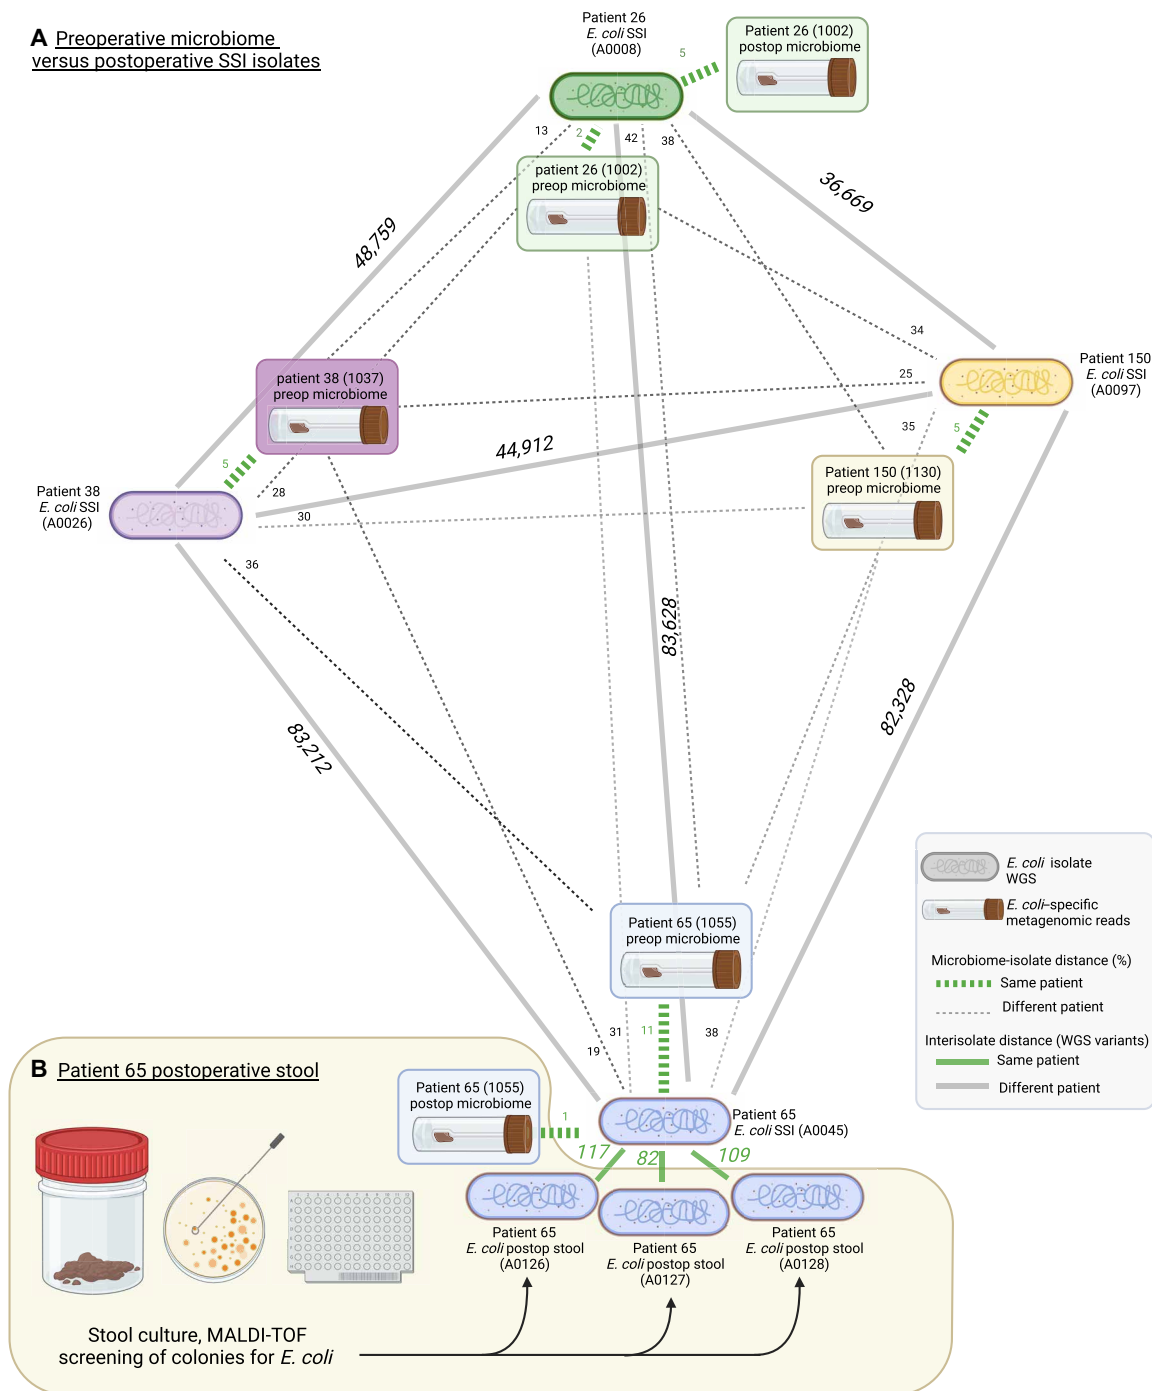 A Preoperative microbiome
versus postoperative SSI isolates
Patient 26
E. coli SSI
(A0008)
5
Patient 26 (1002)
postop microbiome
13
2
42
38
patient 26 (1002)
preop microbiome
48,759
36,669
34
25
35
5
Patient 150
E. coli SSI
(A0097)
patient 38 (1037)
preop microbiome
44,912
5
28
30
36
Patient 38
E. coli SSI
(A0026)
Patient 150 (1130)
preop microbiome
83,628
83,212
82,328
Patient 65 (1055)
preop microbiome
31
11
38
19
E. coli isolate
WGS
E. coli–specific
metagenomic reads
Microbiome-isolate distance (%)
Same patient
Different patient
Interisolate distance (WGS variants)
Same patient
Different patient
B Patient 65 postoperative stool
Patient 65 (1055)
postop microbiome
1
Patient 65
E. coli SSI (A0045)
117
82
109
Patient 65
E. coli postop stool
(A0126)
Patient 65
E. coli postop stool
(A0127)
Patient 65
E. coli postop stool
(A0128)
Stool culture, MALDI-TOF
screening of colonies for E. coli